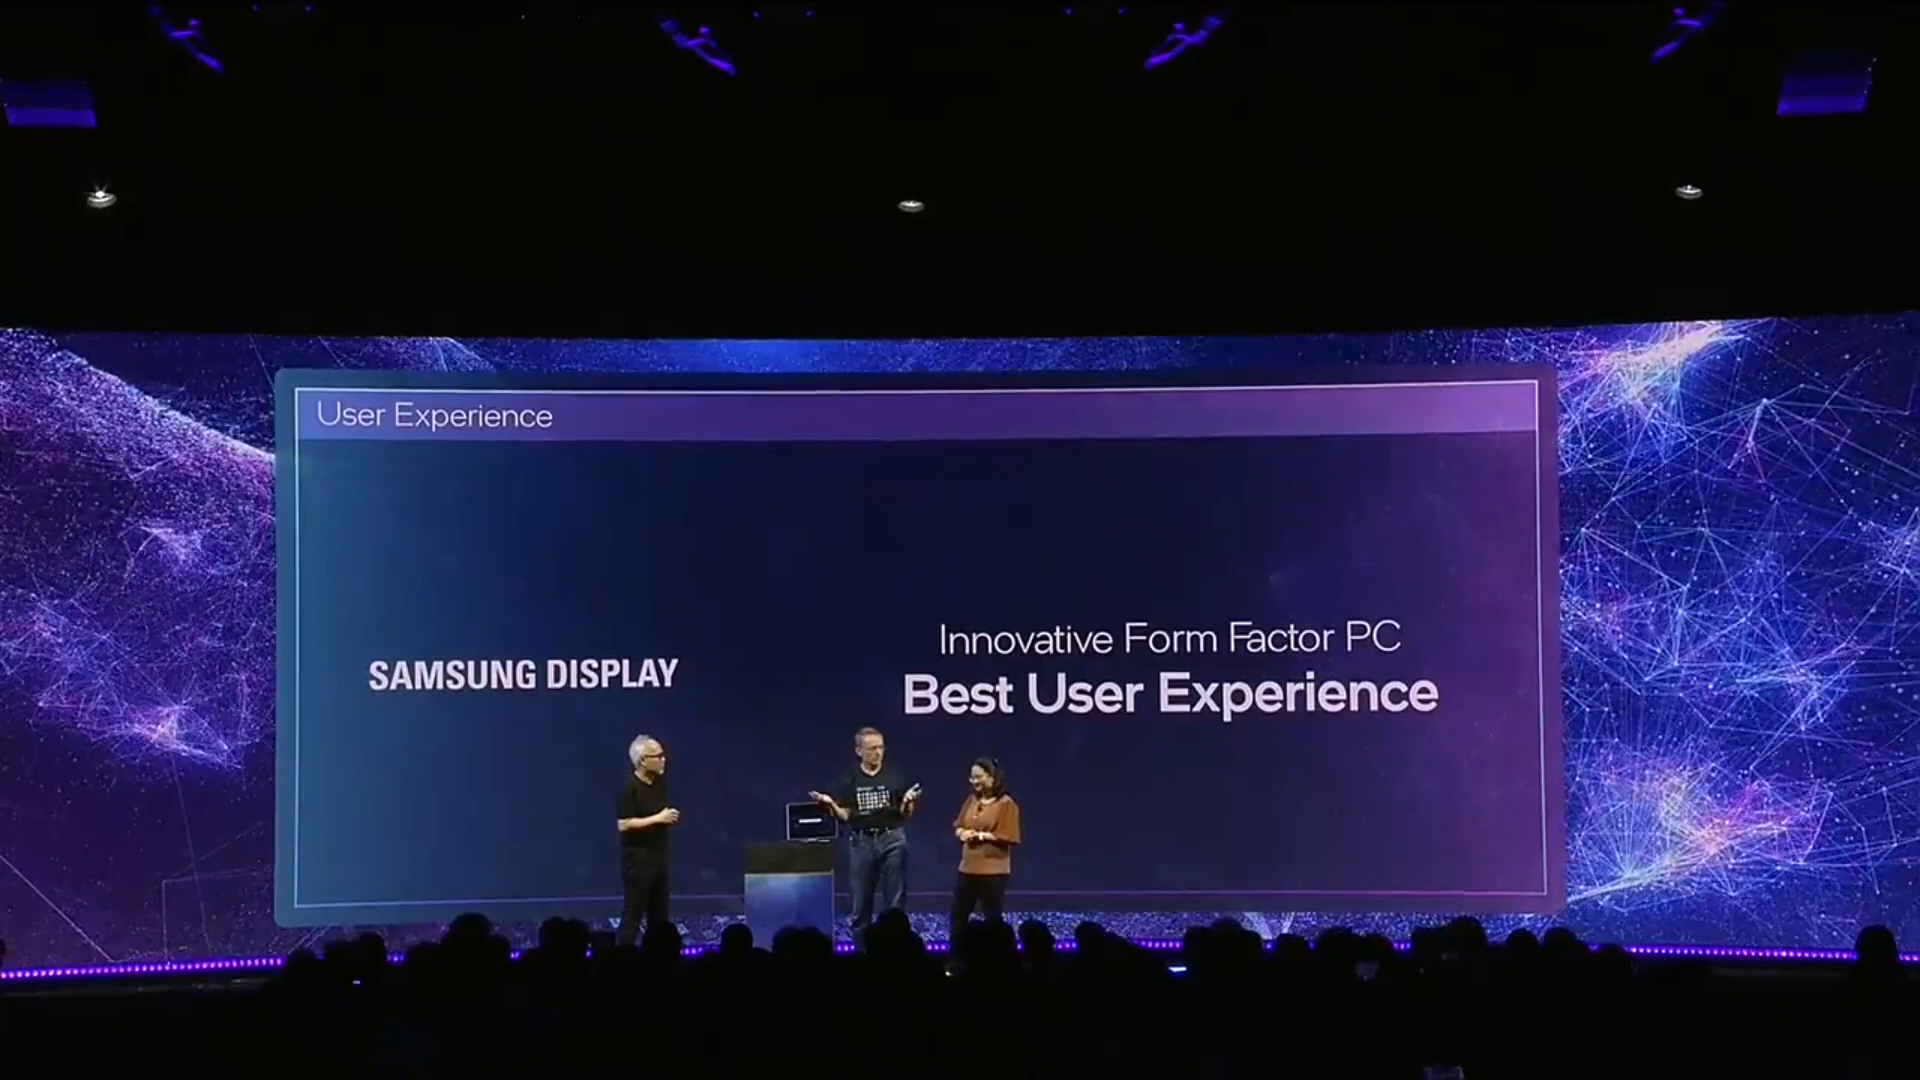 User Experience
SAMSUNG DISPLAY
Innovative Form Factor PC
Best User Experience